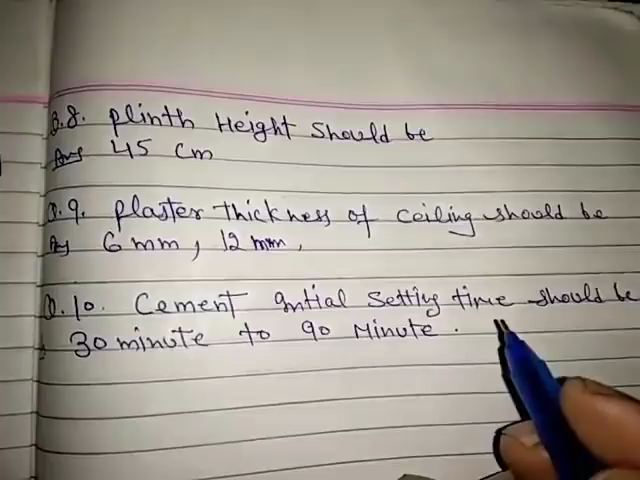 Q.8. Plinth Height should be
Ans 45 cm
Q.9. Plaster thickness of ceiling should be
Ans 6 mm, 12 mm,
Q.10. Cement intial setting time should be
30 minute to 90 Minute.